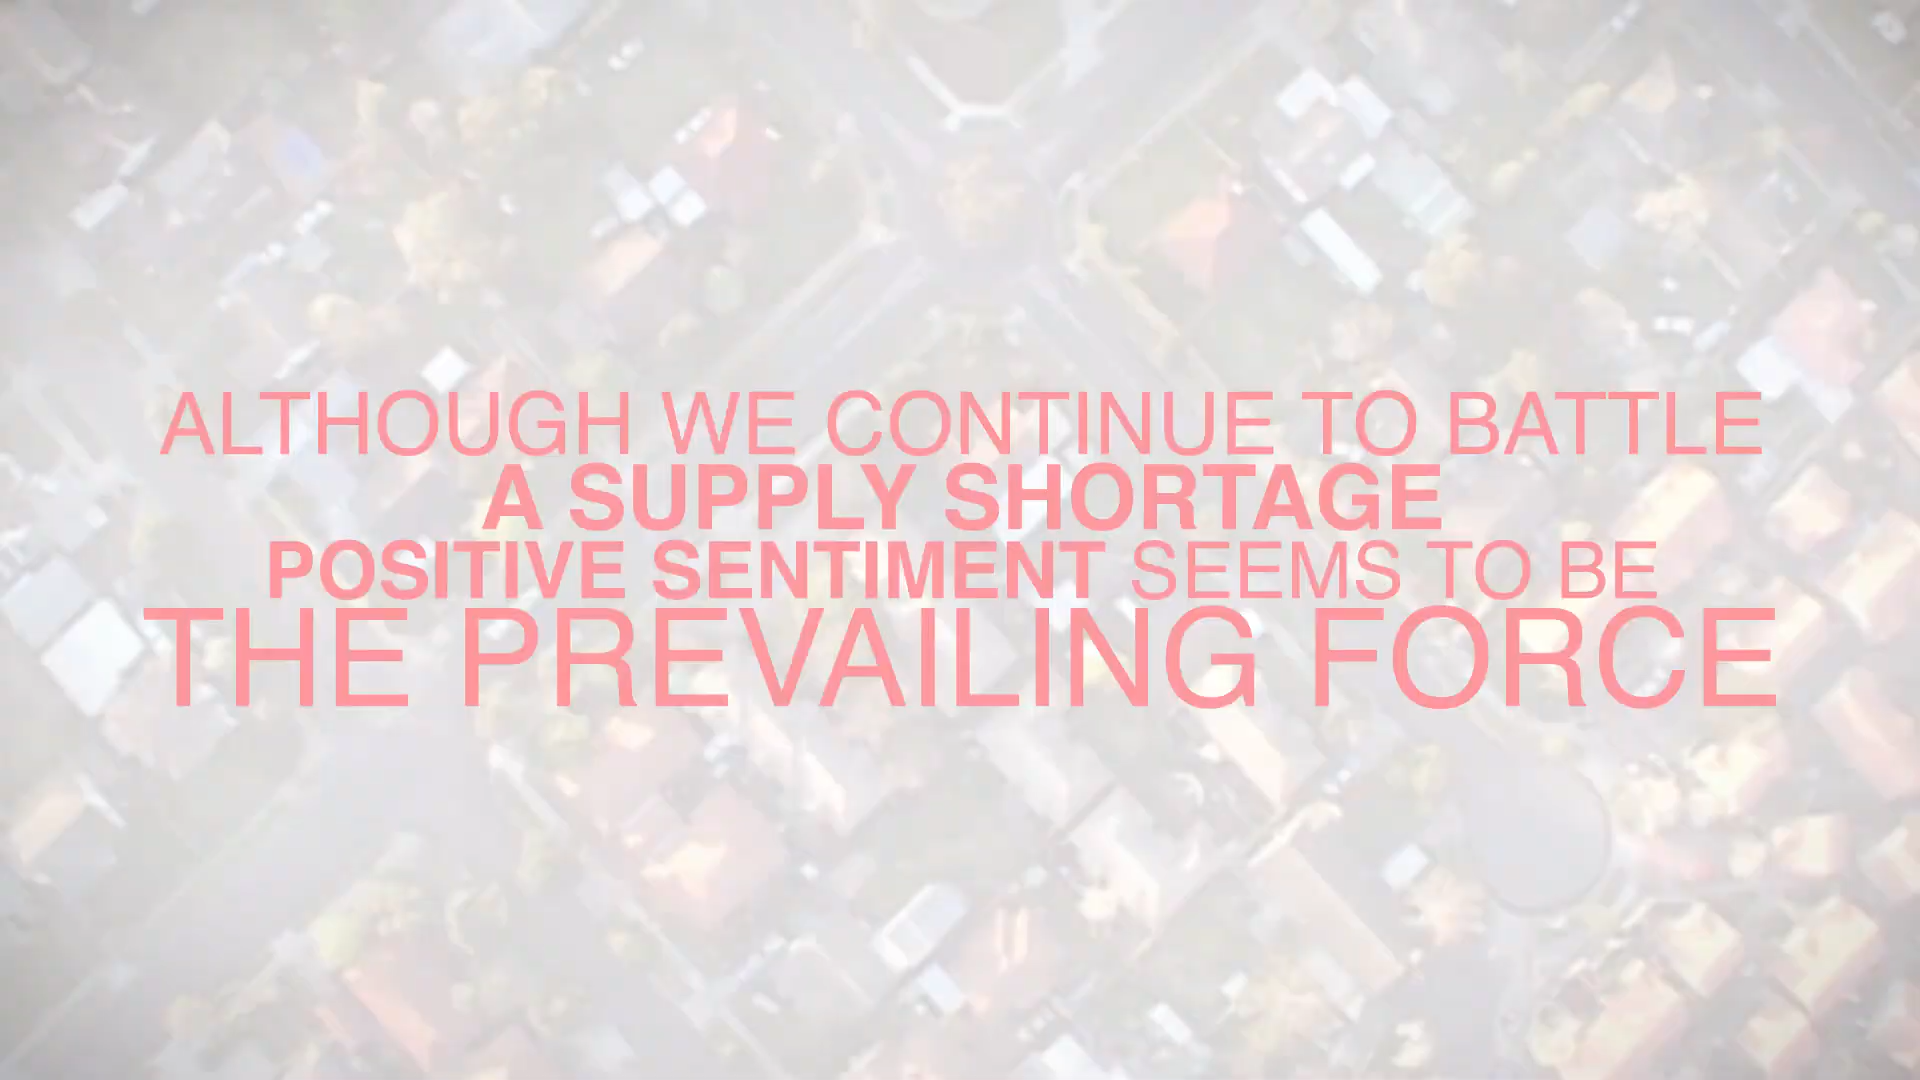 ALTHOUGH WE CONTINUE TO BATTLE
A SUPPLY SHORTAGE
POSITIVE SENTIMENT SEEMS TO BE
THE PREVAILING FORCE